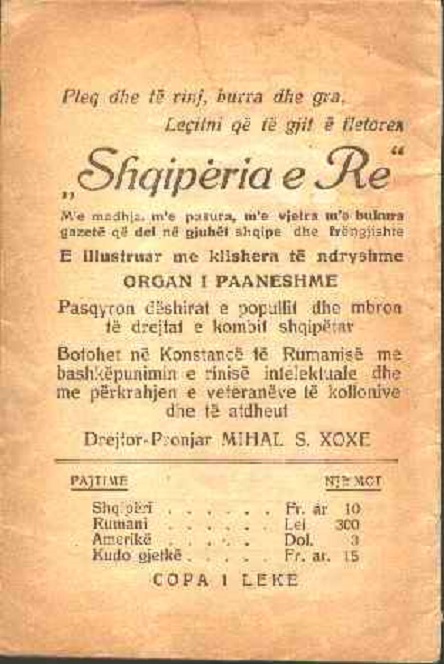 Pleq dhe të rinj, burra dhe gra,
Leçitni që të gjit ë fletoren
„Shqipëria e Re“
M'e madhja, m'e pasura, m'e vjetra m'e bukura
gazetë që del në gjuhët shqipe dhe frëngjishte
E illustruar me klishera të ndryshme
ORGAN I PAANESHME
Pasqyron dëshirat e popullit dhe mbron
të drejtat e kombit shqipëtar
Botohet në Konstancë të Rumanisë me
bashkëpunimin e rinisë intelektuale dhe
me përkrahjen e veteranëve të kollonive
dhe të atdheut
Drejtor-Pronjar MIHAL S. XOXE
PAJTIME NJË MOT
Shqipëri . . . . . . Fr. ár 10
Rumani . . . . . . Lei 300
Amerikë . . . . . . Dol. 3
Kudo gjetkë . . . . . Fr. ar. 15
COPA 1 LEKE